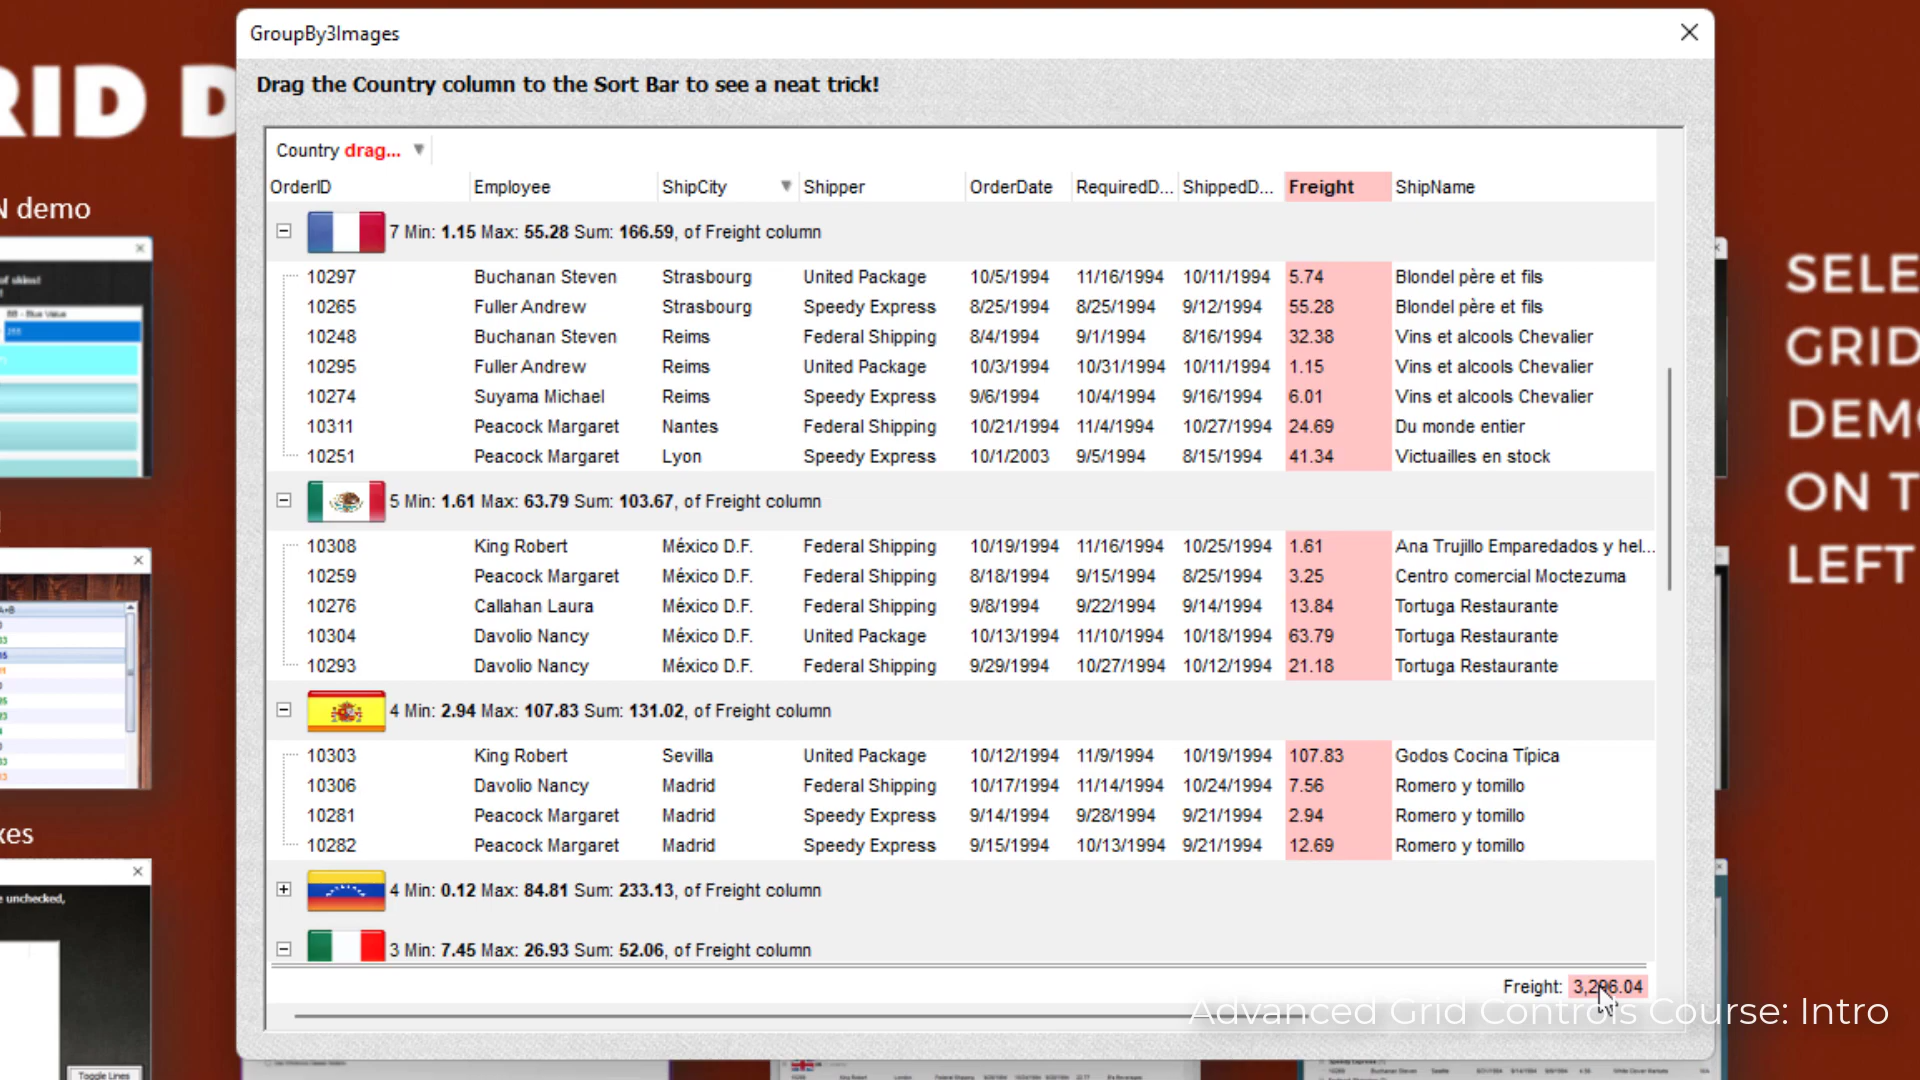 GroupBy3Images
Drag the Country column to the Sort Bar to see a neat trick!
Country drag...
OrderID Employee ShipCity Shipper OrderDate RequiredD... ShippedD... Freight ShipName
7 Min: 1.15 Max: 55.28 Sum: 166.59, of Freight column
10297 Buchanan Steven Strasbourg United Package 10/5/1994 11/16/1994 10/11/1994 5.74 Blondel père et fils
10265 Fuller Andrew Strasbourg Speedy Express 8/25/1994 8/25/1994 9/12/1994 55.28 Blondel père et fils
10248 Buchanan Steven Reims Federal Shipping 8/4/1994 9/1/1994 8/16/1994 32.38 Vins et alcools Chevalier
10295 Fuller Andrew Reims United Package 10/3/1994 10/31/1994 10/11/1994 1.15 Vins et alcools Chevalier
10274 Suyama Michael Reims Speedy Express 9/6/1994 10/4/1994 9/16/1994 6.01 Vins et alcools Chevalier
10311 Peacock Margaret Nantes Federal Shipping 10/21/1994 11/4/1994 10/27/1994 24.69 Du monde entier
10251 Peacock Margaret Lyon Speedy Express 10/1/2003 9/5/1994 8/15/1994 41.34 Victuailles en stock
5 Min: 1.61 Max: 63.79 Sum: 103.67, of Freight column
10308 King Robert México D.F. Federal Shipping 10/19/1994 11/16/1994 10/25/1994 1.61 Ana Trujillo Emparedados y hel...
10259 Peacock Margaret México D.F. Federal Shipping 8/18/1994 9/15/1994 8/25/1994 3.25 Centro comercial Moctezuma
10276 Callahan Laura México D.F. Federal Shipping 9/8/1994 9/22/1994 9/14/1994 13.84 Tortuga Restaurante
10304 Davolio Nancy México D.F. United Package 10/13/1994 11/10/1994 10/18/1994 63.79 Tortuga Restaurante
10293 Davolio Nancy México D.F. Federal Shipping 9/29/1994 10/27/1994 10/12/1994 21.18 Tortuga Restaurante
4 Min: 2.94 Max: 107.83 Sum: 131.02, of Freight column
10303 King Robert Sevilla United Package 10/12/1994 11/9/1994 10/19/1994 107.83 Godos Cocina Típica
10306 Davolio Nancy Madrid Federal Shipping 10/17/1994 11/14/1994 10/24/1994 7.56 Romero y tomillo
10281 Peacock Margaret Madrid Speedy Express 9/14/1994 9/28/1994 9/21/1994 2.94 Romero y tomillo
10282 Peacock Margaret Madrid Speedy Express 9/15/1994 10/13/1994 9/21/1994 12.69 Romero y tomillo
4 Min: 0.12 Max: 84.81 Sum: 233.13, of Freight column
3 Min: 7.45 Max: 26.93 Sum: 52.06, of Freight column
Freight:
Advanced Grid Controls Course: Intro
RID D
N demo
of skins!
BB - Blue Value
255
A+B
xes
e unchecked,
Toggle Lines
SELE
GRID
DEMO
ON T
LEFT